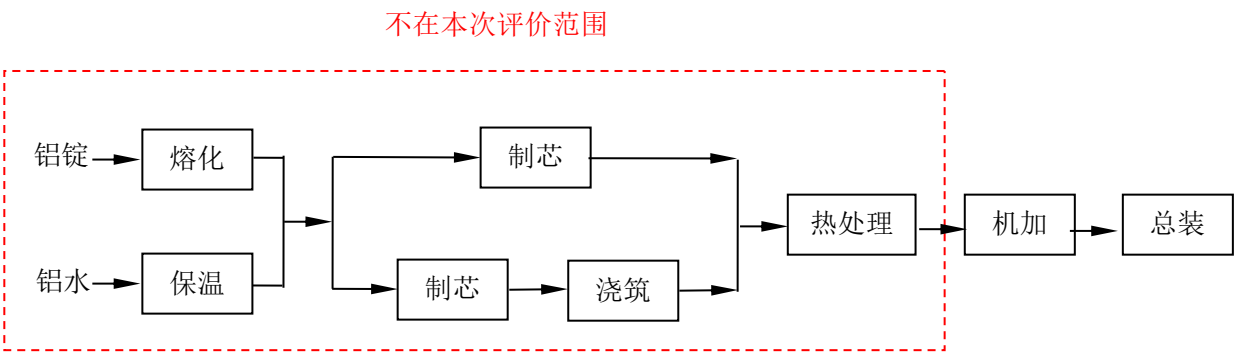 不在本次评价范围
铝锭
熔化
制芯
热处理
机加
总装
铝水
保温
制芯
浇筑